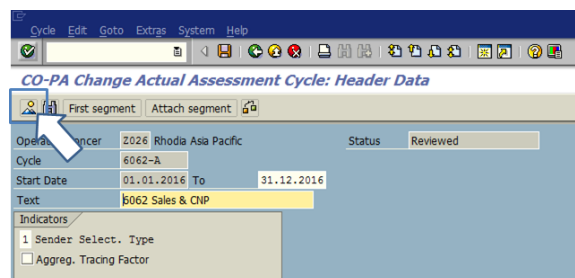 Cycle Edit Goto Extras System Help
CO-PA Change Actual Assessment Cycle: Header Data
First segment Attach segment
Z026 Rhodia Asia Pacific Status Reviewed
Cycle 6062-A
Start Date 01.01.2016 To 31.12.2016
Text 6062 Sales & CNP
Indicators
1 Sender Select. Type
Aggreg. Tracing Factor